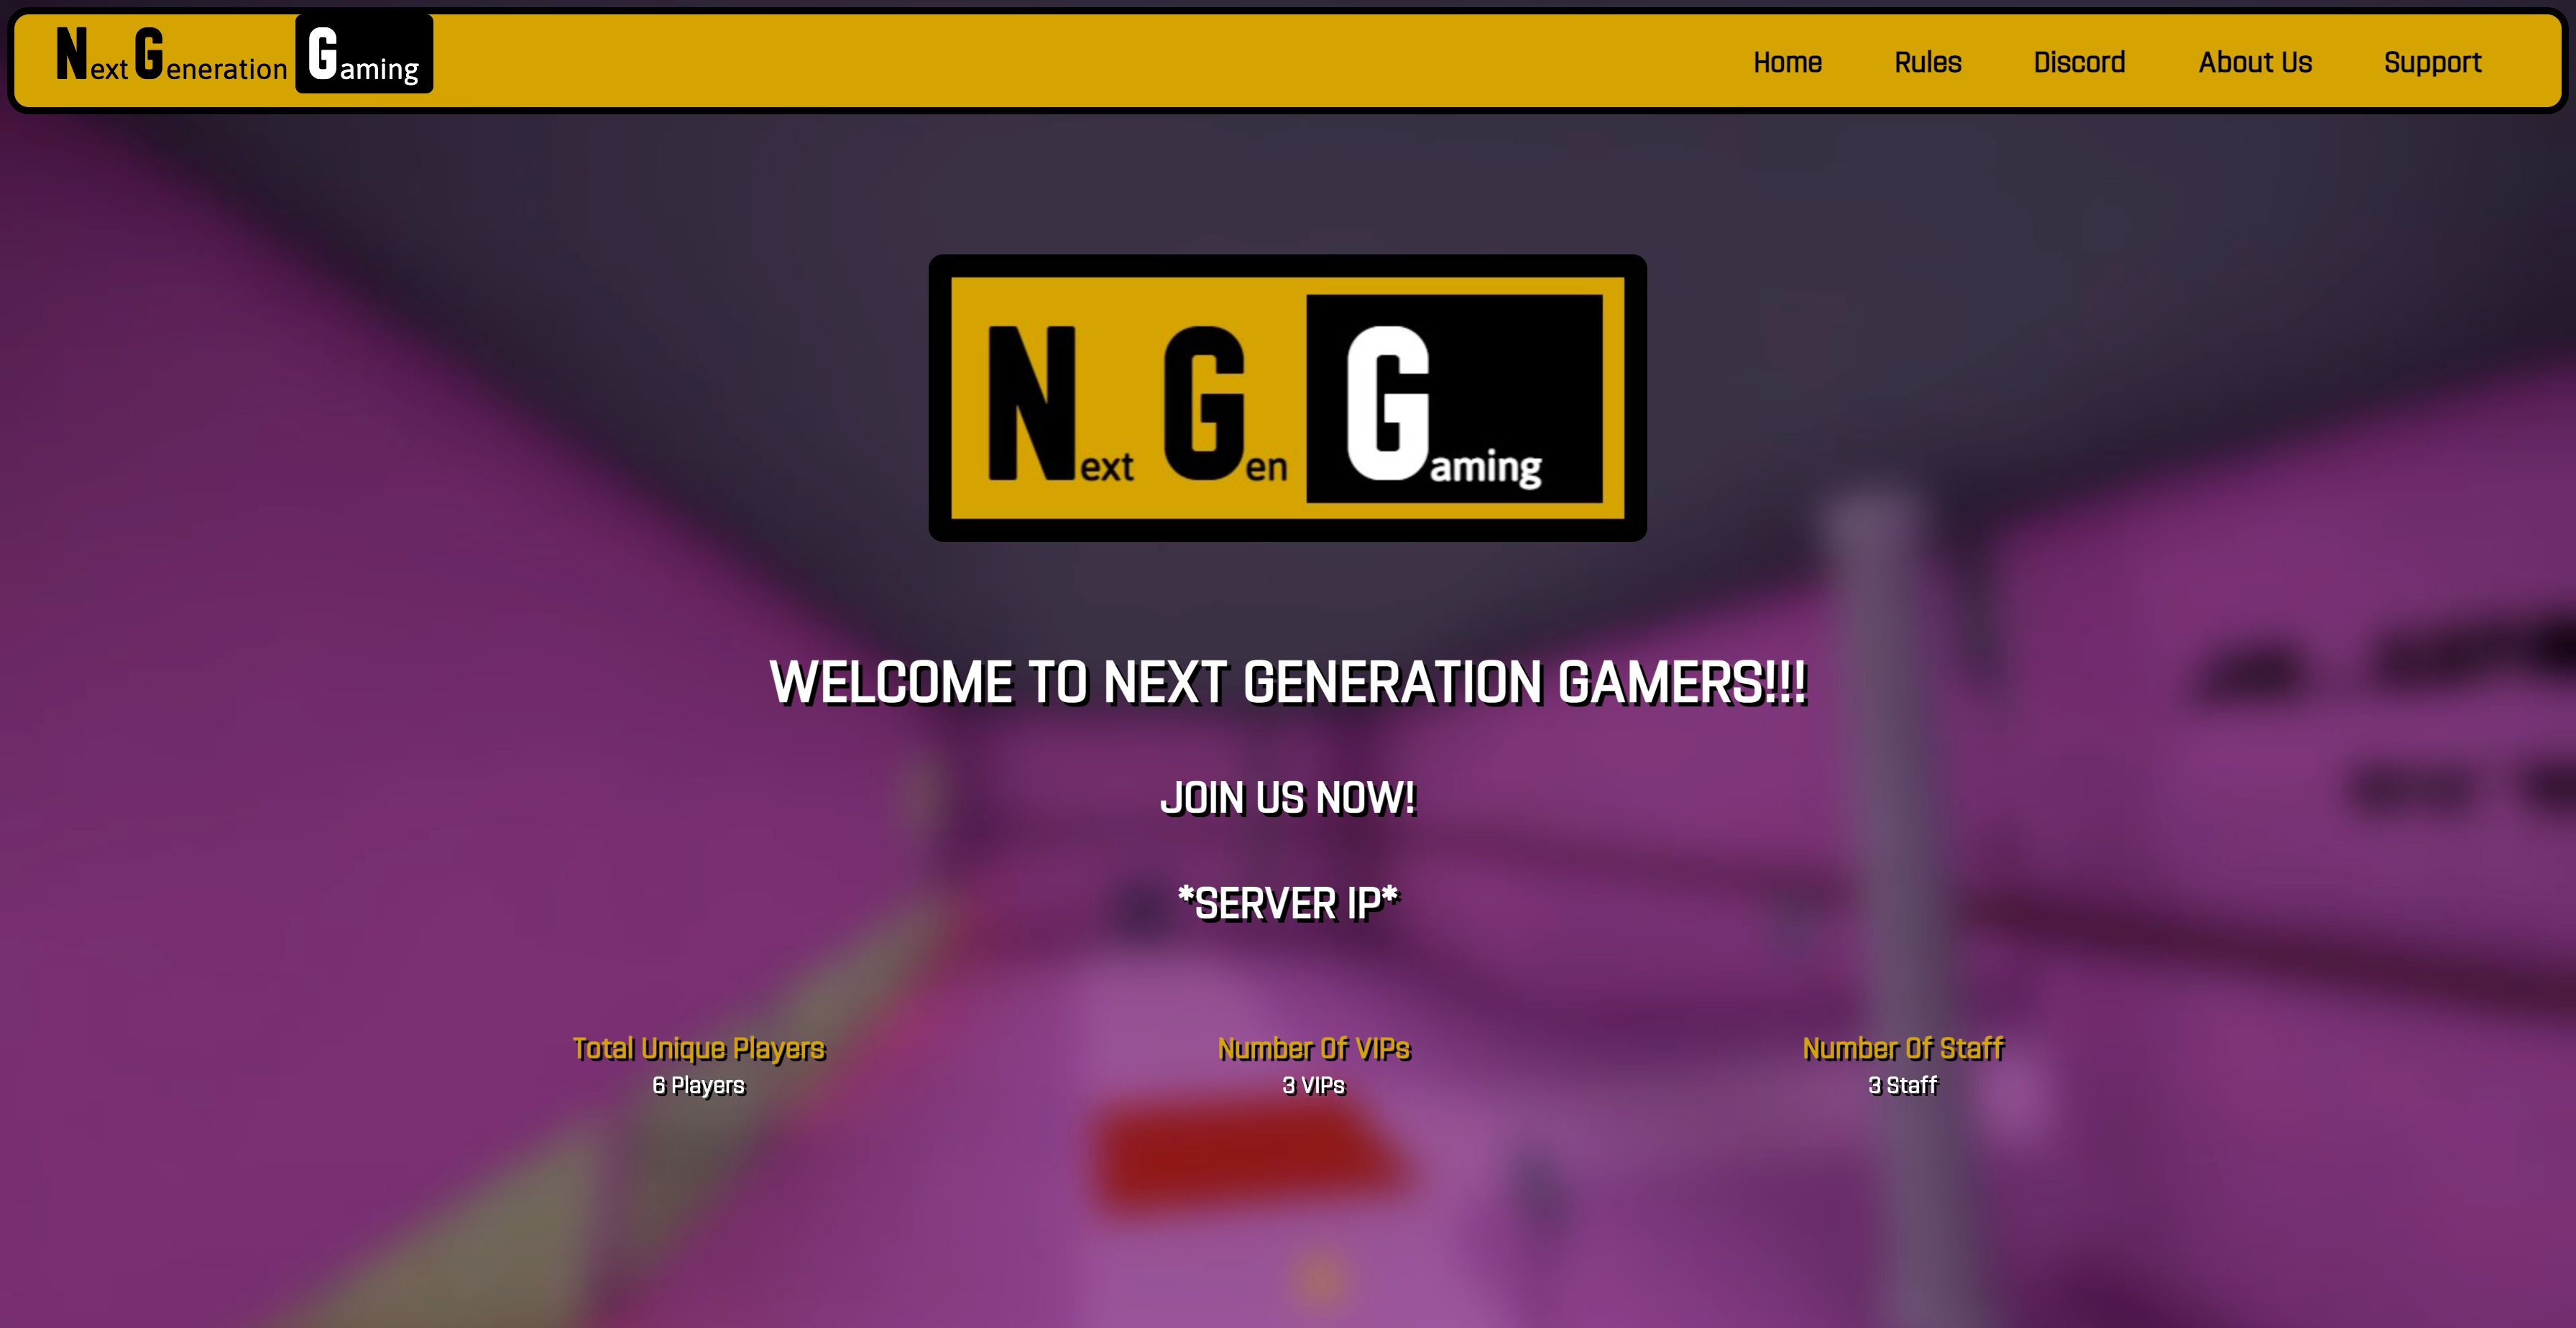 Next Generation Gaming
Home Rules Discord About Us Support
Next Gen Gaming
WELCOME TO NEXT GENERATION GAMERS!!!
JOIN US NOW!
*SERVER IP*
Total Unique Players
6 Players
Number Of VIPs
3 VIPs
Number Of Staff
3 Staff